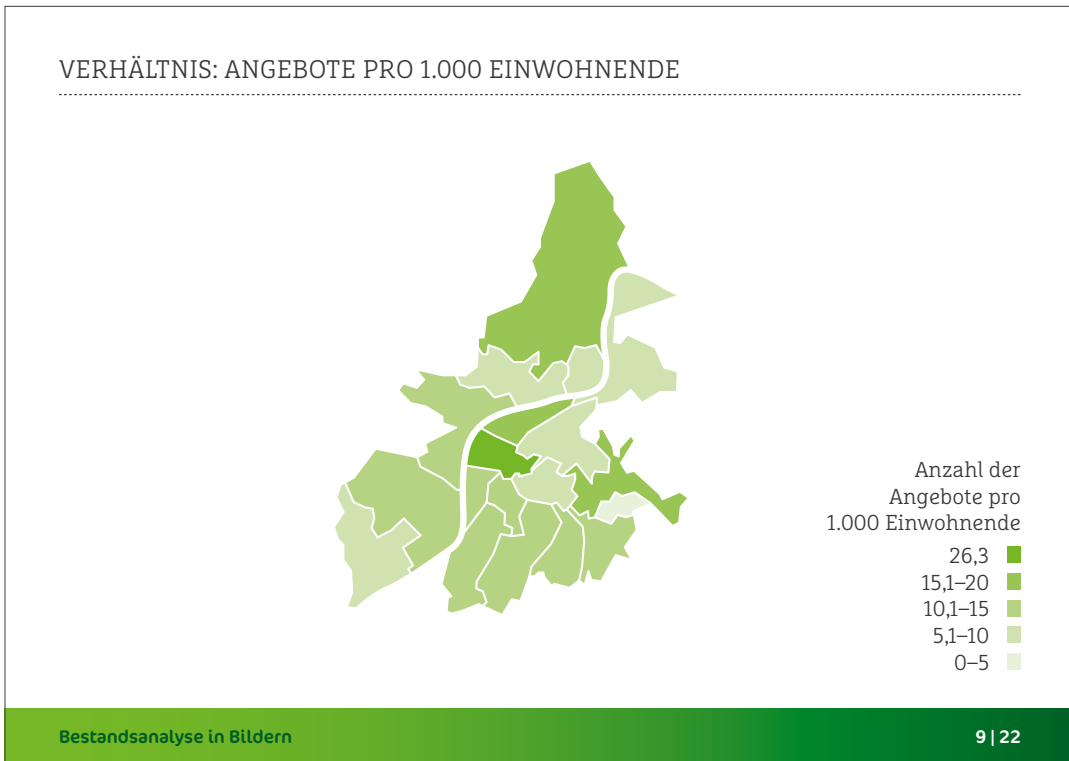 VERHÄLTNIS: ANGEBOTE PRO 1.000 EINWOHNENDE
Anzahl der
Angebote pro
1.000 Einwohnende
26,3
15,1–20
10,1–15
5,1–10
0–5
Bestandsanalyse in Bildern
9 | 22